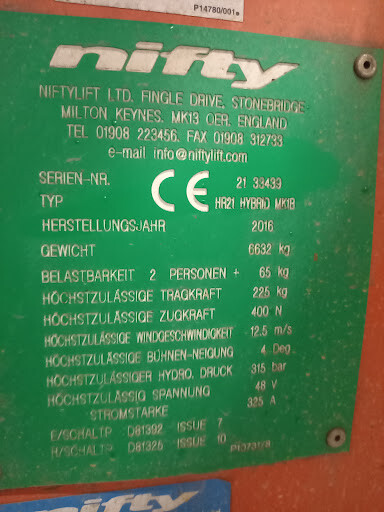 P14780/001a
nifty
NIFTYLIFT LTD, FINGLE DRIVE, STONEBRIDGE
MILTON KEYNES, MK13 0ER, ENGLAND
TEL 01908 223456, FAX 01908 312733
e-mail info@niftylift.com
SERIEN-NR. CE 21 33433
TYP HR21 HYBRID MK1B
HERSTELLUNGSJAHR 2016
GEWICHT 6632 kg
BELASTBARKEIT 2 PERSONEN + 65 kg
HÖCHSTZULÄSSIGE TRAGKRAFT 225 kg
HÖCHSTZULÄSSIGE ZUGKRAFT 400 N
HÖCHSTZULÄSSIGE WINDGESCHWINDIGKEIT 12.5 m/s
HÖCHSTZULÄSSIGE BÜHNEN-NEIGUNG 4 Deg.
HÖCHSTZULÄSSIGER HYDRO. DRUCK 315 bar
HÖCHSTZULÄSSIG SPANNUNG 48 V
STROMSTARKE 325 A
E/SCHALTP D81392 ISSUE 7
H/SCHALTP D81325 ISSUE 10
nifty